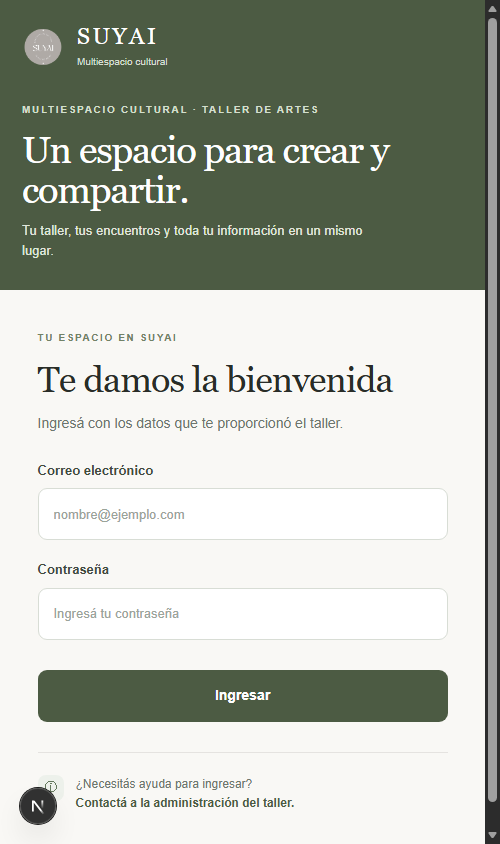 SUYAI
SUYAI
Multiespacio cultural
MULTIESPACIO CULTURAL · TALLER DE ARTES
Un espacio para crear y
compartir.
Tu taller, tus encuentros y toda tu información en un mismo
lugar.
TU ESPACIO EN SUYAI
Te damos la bienvenida
Ingresá con los datos que te proporcionó el taller.
Correo electrónico
nombre@ejemplo.com
Contraseña
Ingresá tu contraseña
Ingresar
¿Necesitás ayuda para ingresar?
Contactá a la administración del taller.
N